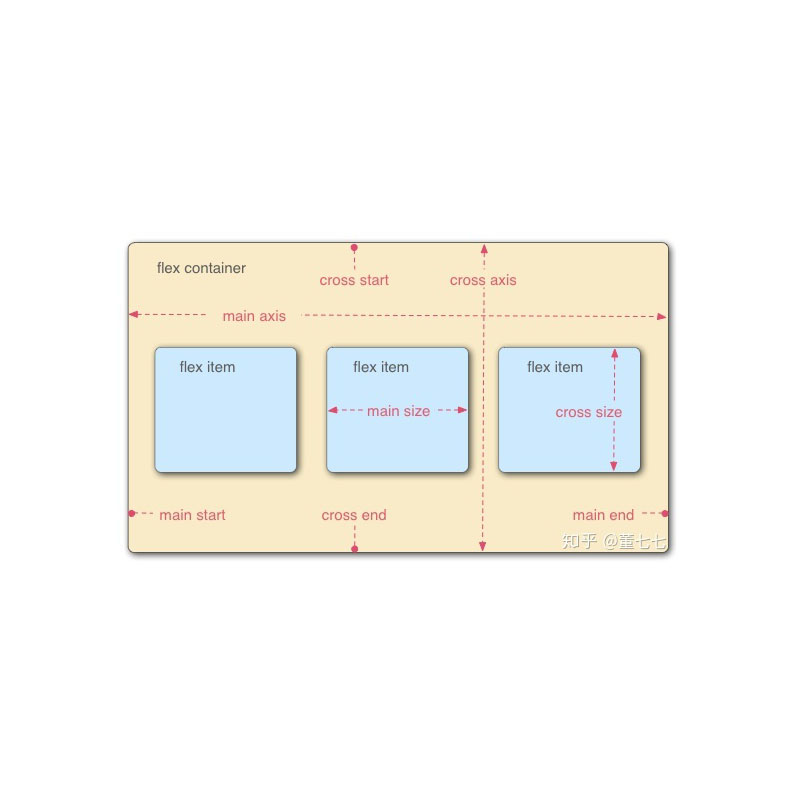 flex container
cross start
cross axis
main axis
flex item
flex item
flex item
main size
cross size
main start
cross end
main end
知乎 @董七七